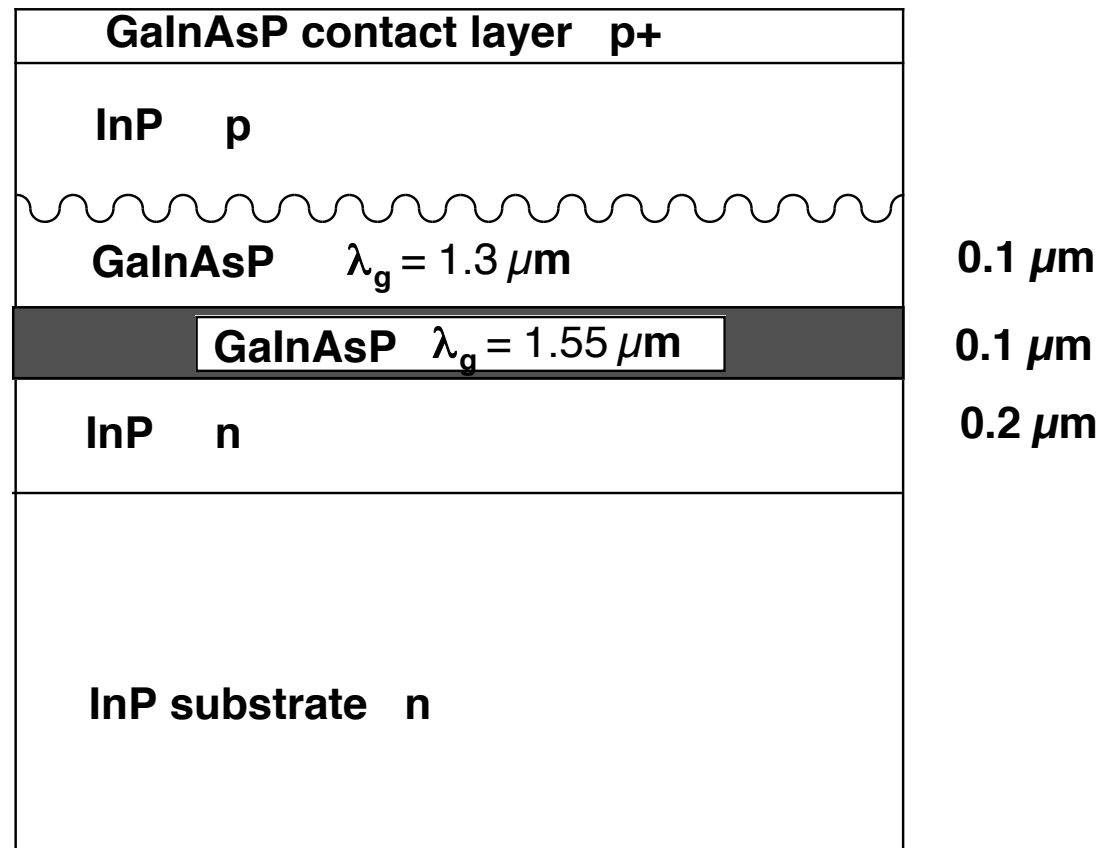 GaInAsP contact layer p+
InP p
GaInAsP λg = 1.3 µm 0.1 µm
GaInAsP λg = 1.55 µm 0.1 µm
InP n 0.2 µm
InP substrate n